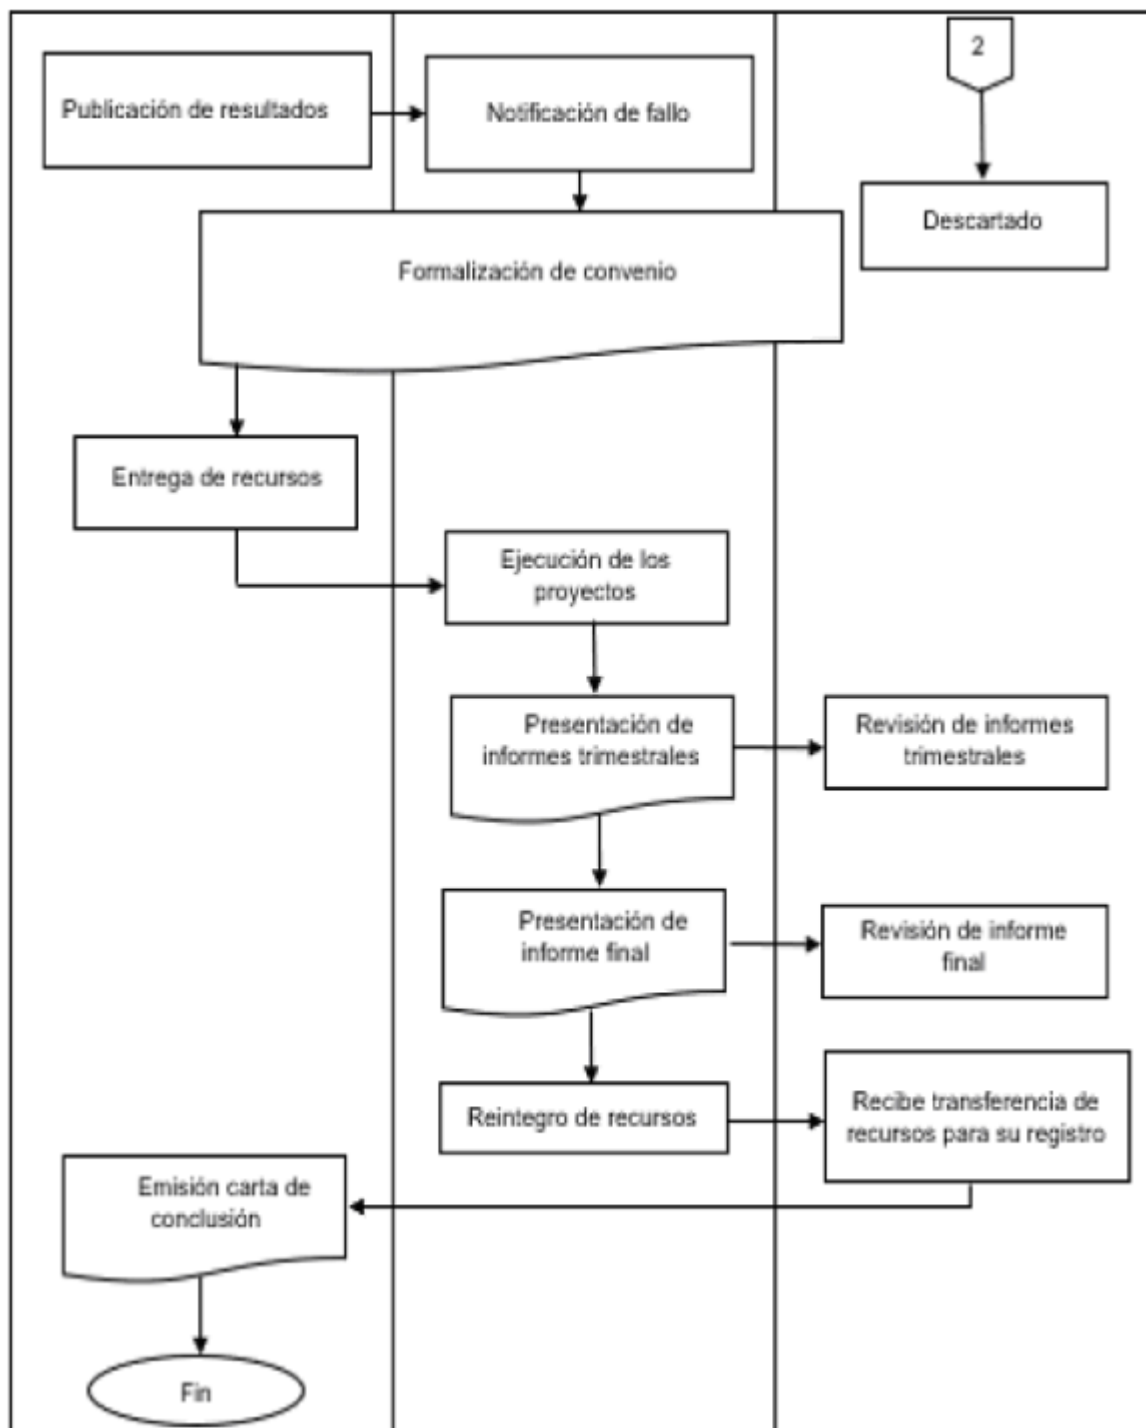 2
Publicación de resultados
Notificación de fallo
Descartado
Formalización de convenio
Entrega de recursos
Ejecución de los
proyectos
Presentación de
informes trimestrales
Revisión de informes
trimestrales
Presentación de
informe final
Revisión de informe
final
Reintegro de recursos
Recibe transferencia de
recursos para su registro
Emisión carta de
conclusión
Fin